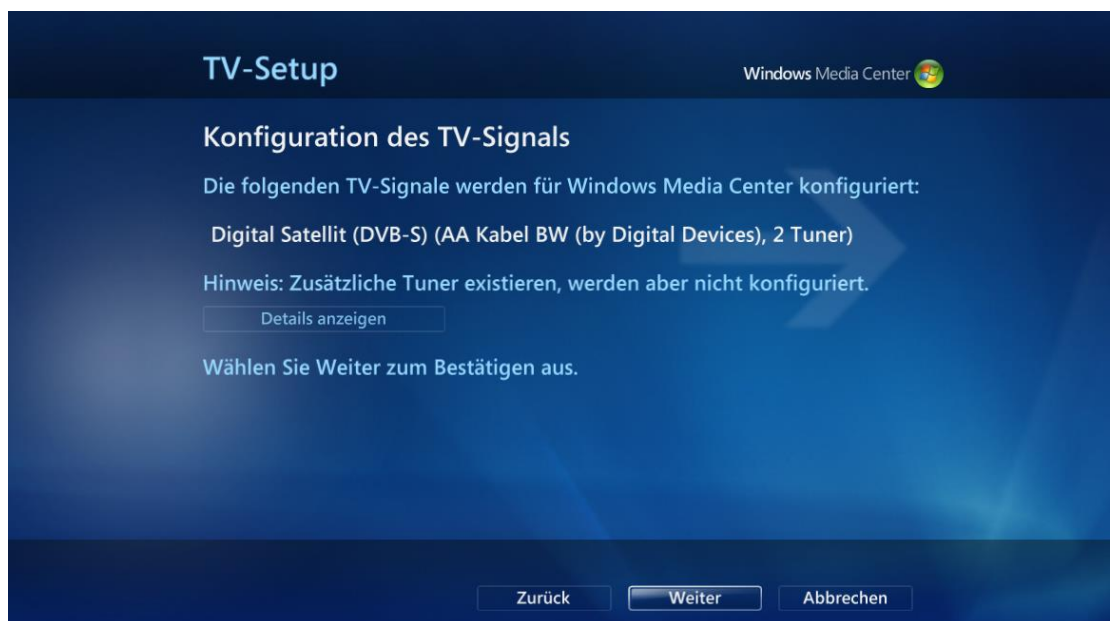 TV-Setup
Windows Media Center
Konfiguration des TV-Signals
Die folgenden TV-Signale werden für Windows Media Center konfiguriert:
Digital Satellit (DVB-S) (AA Kabel BW (by Digital Devices), 2 Tuner)
Hinweis: Zusätzliche Tuner existieren, werden aber nicht konfiguriert.
Details anzeigen
Wählen Sie Weiter zum Bestätigen aus.
Zurück Weiter Abbrechen